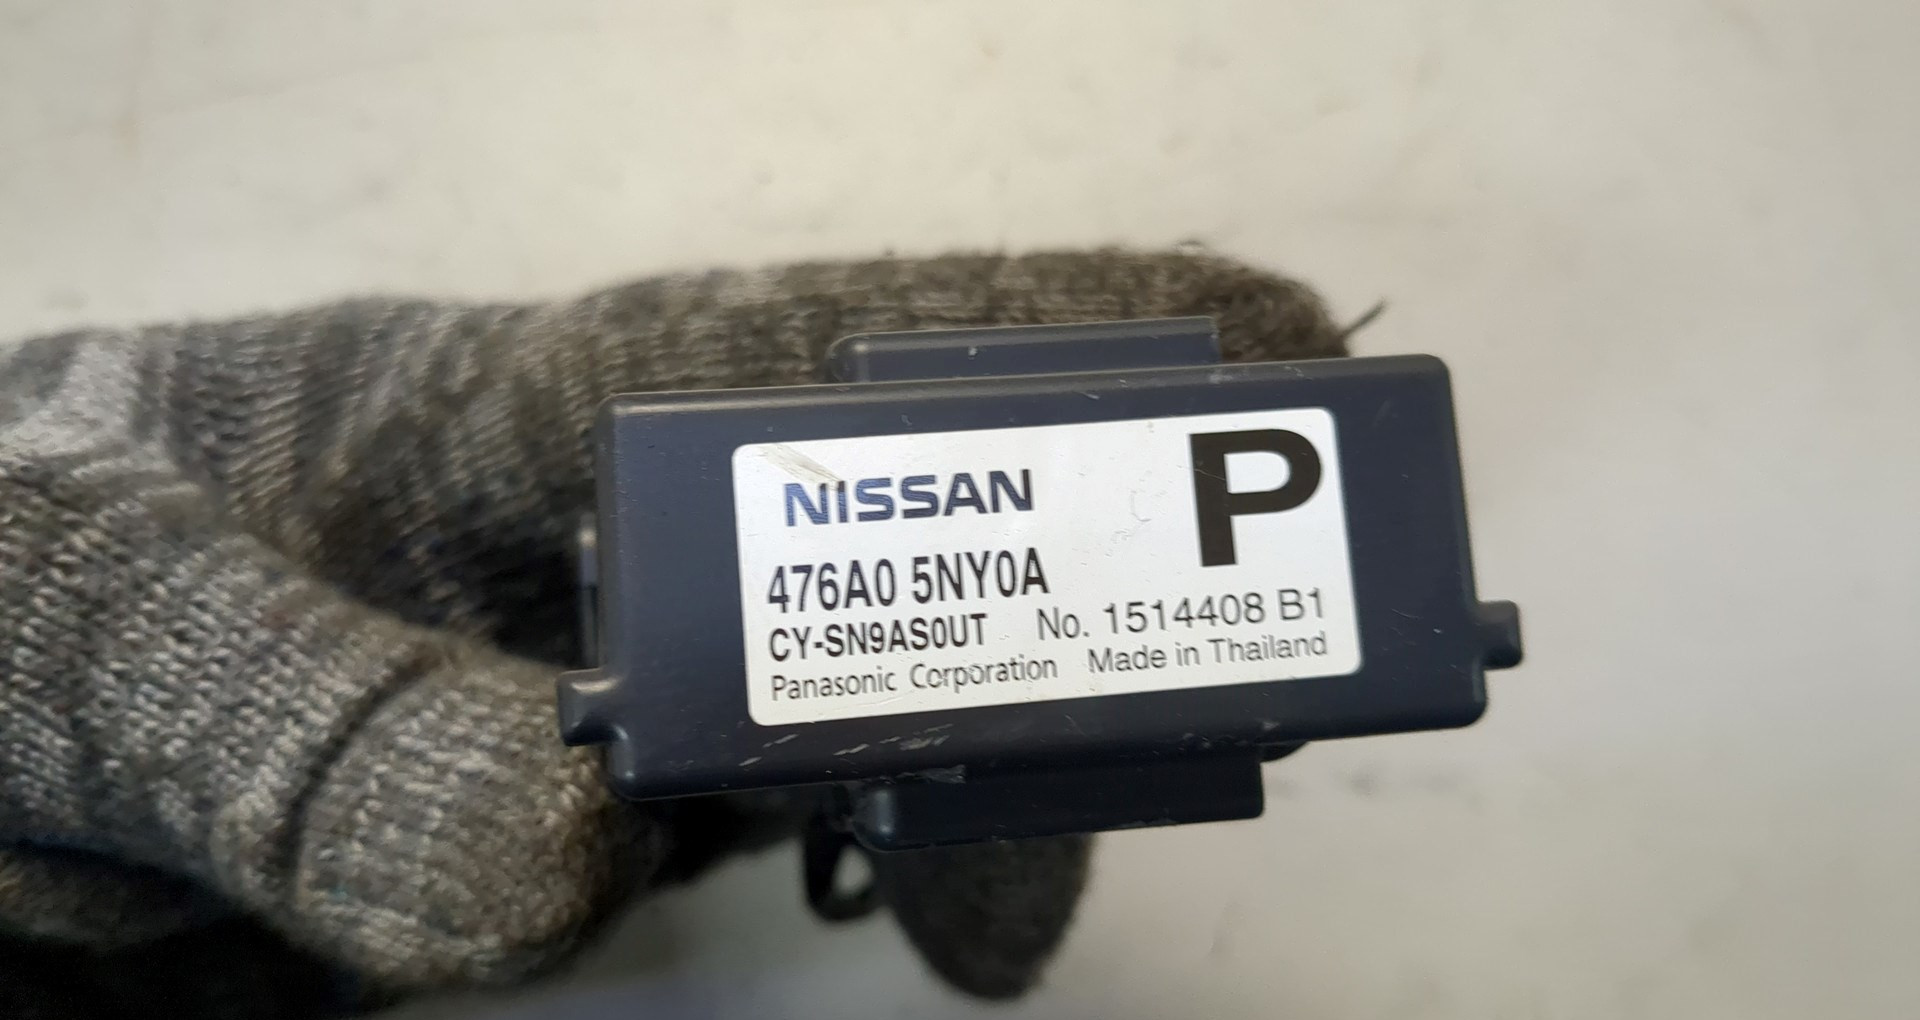 NISSAN
P
476A0 5NY0A
CY-SN9AS0UT No. 1514408 B1
Panasonic Corporation Made in Thailand